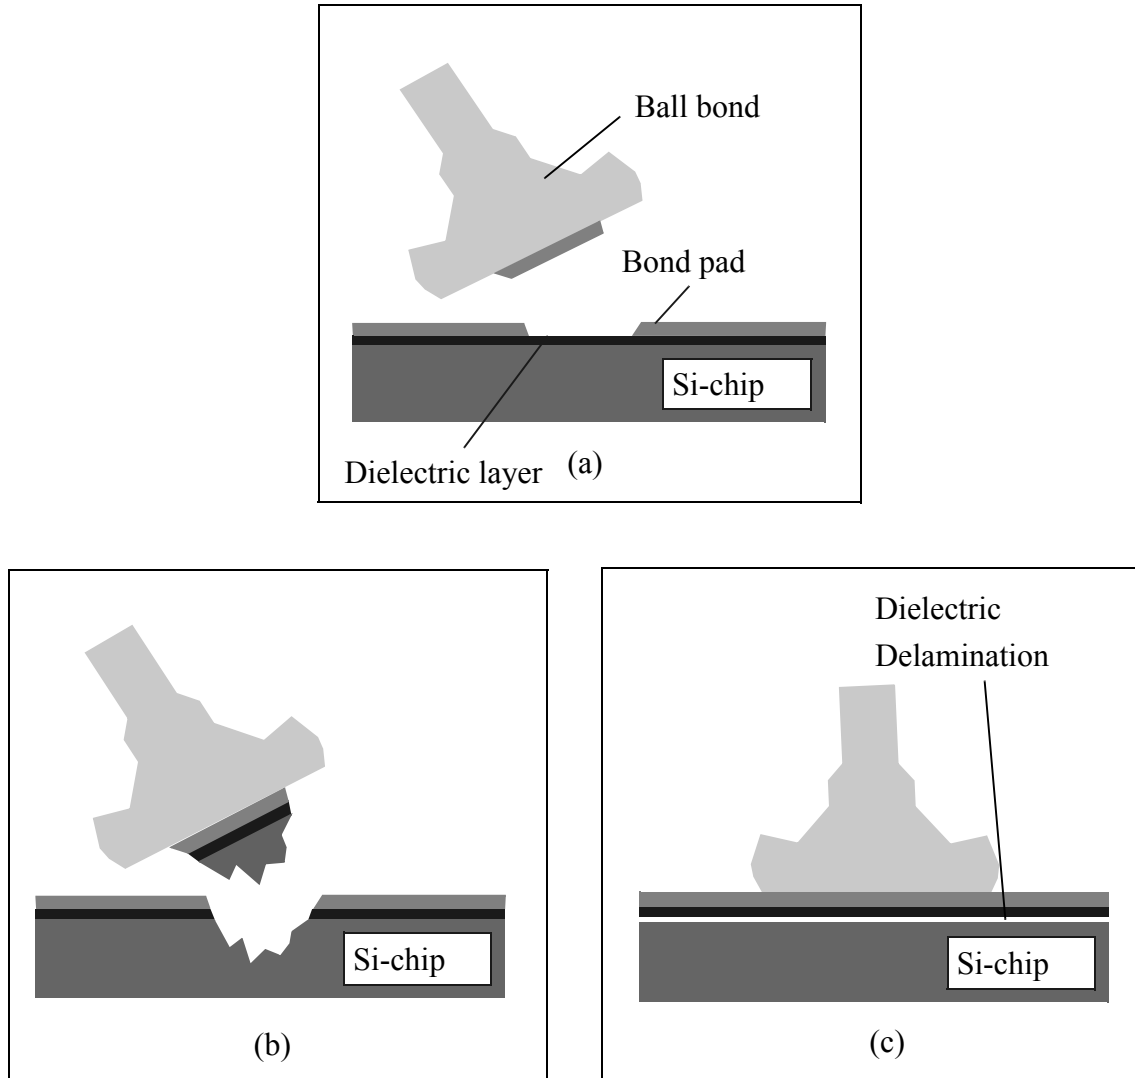 Ball bond
Bond pad
Si-chip
Dielectric layer
(a)
Si-chip
(b)
Dielectric
Delamination
Si-chip
(c)